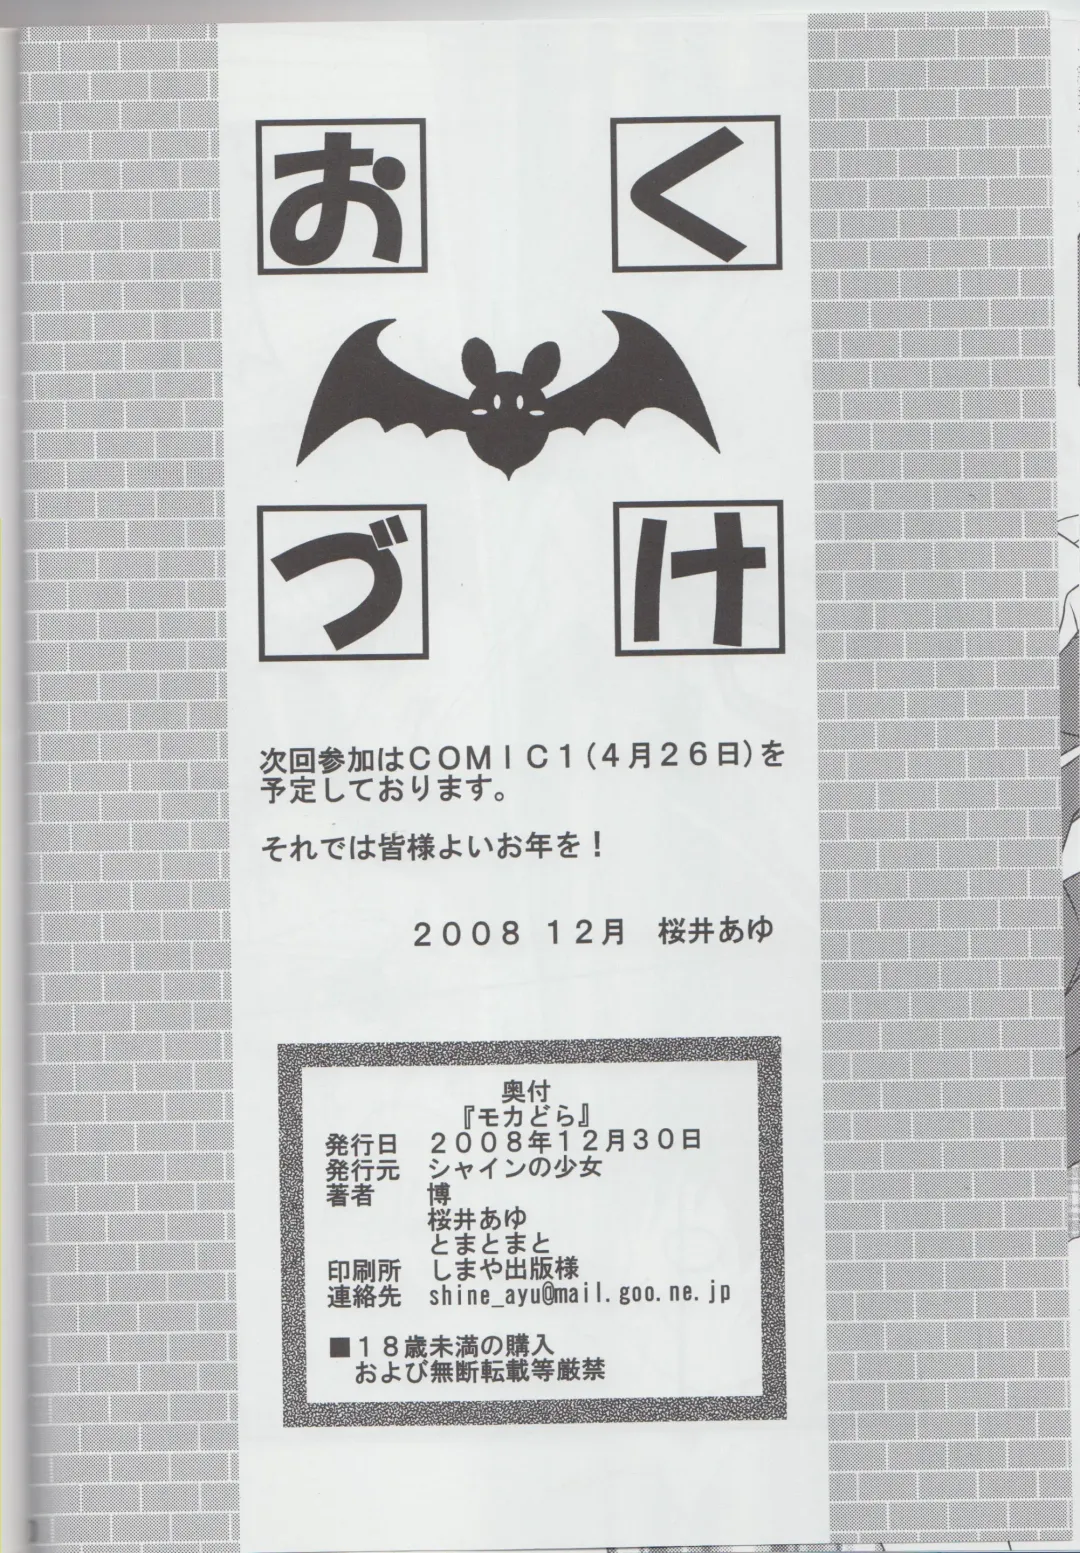 おく
づけ
次回参加はCOMIC1(4月26日)を
予定しております。
それでは皆様よいお年を!
2008 12月 桜井あゆ
奥付
『モカどら』
発行日 2008年12月30日
発行元 シャインの少女
著者 博
桜井あゆ
とまとまと
印刷所 しまや出版様
連絡先 shine_ayu@mail.goo.ne.jp
■18歳未満の購入
および無断転載等厳禁